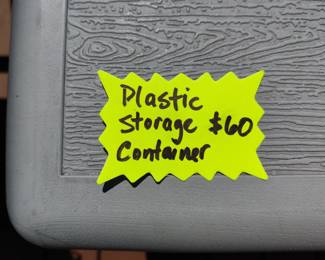 Plastic
Storage $60
Container